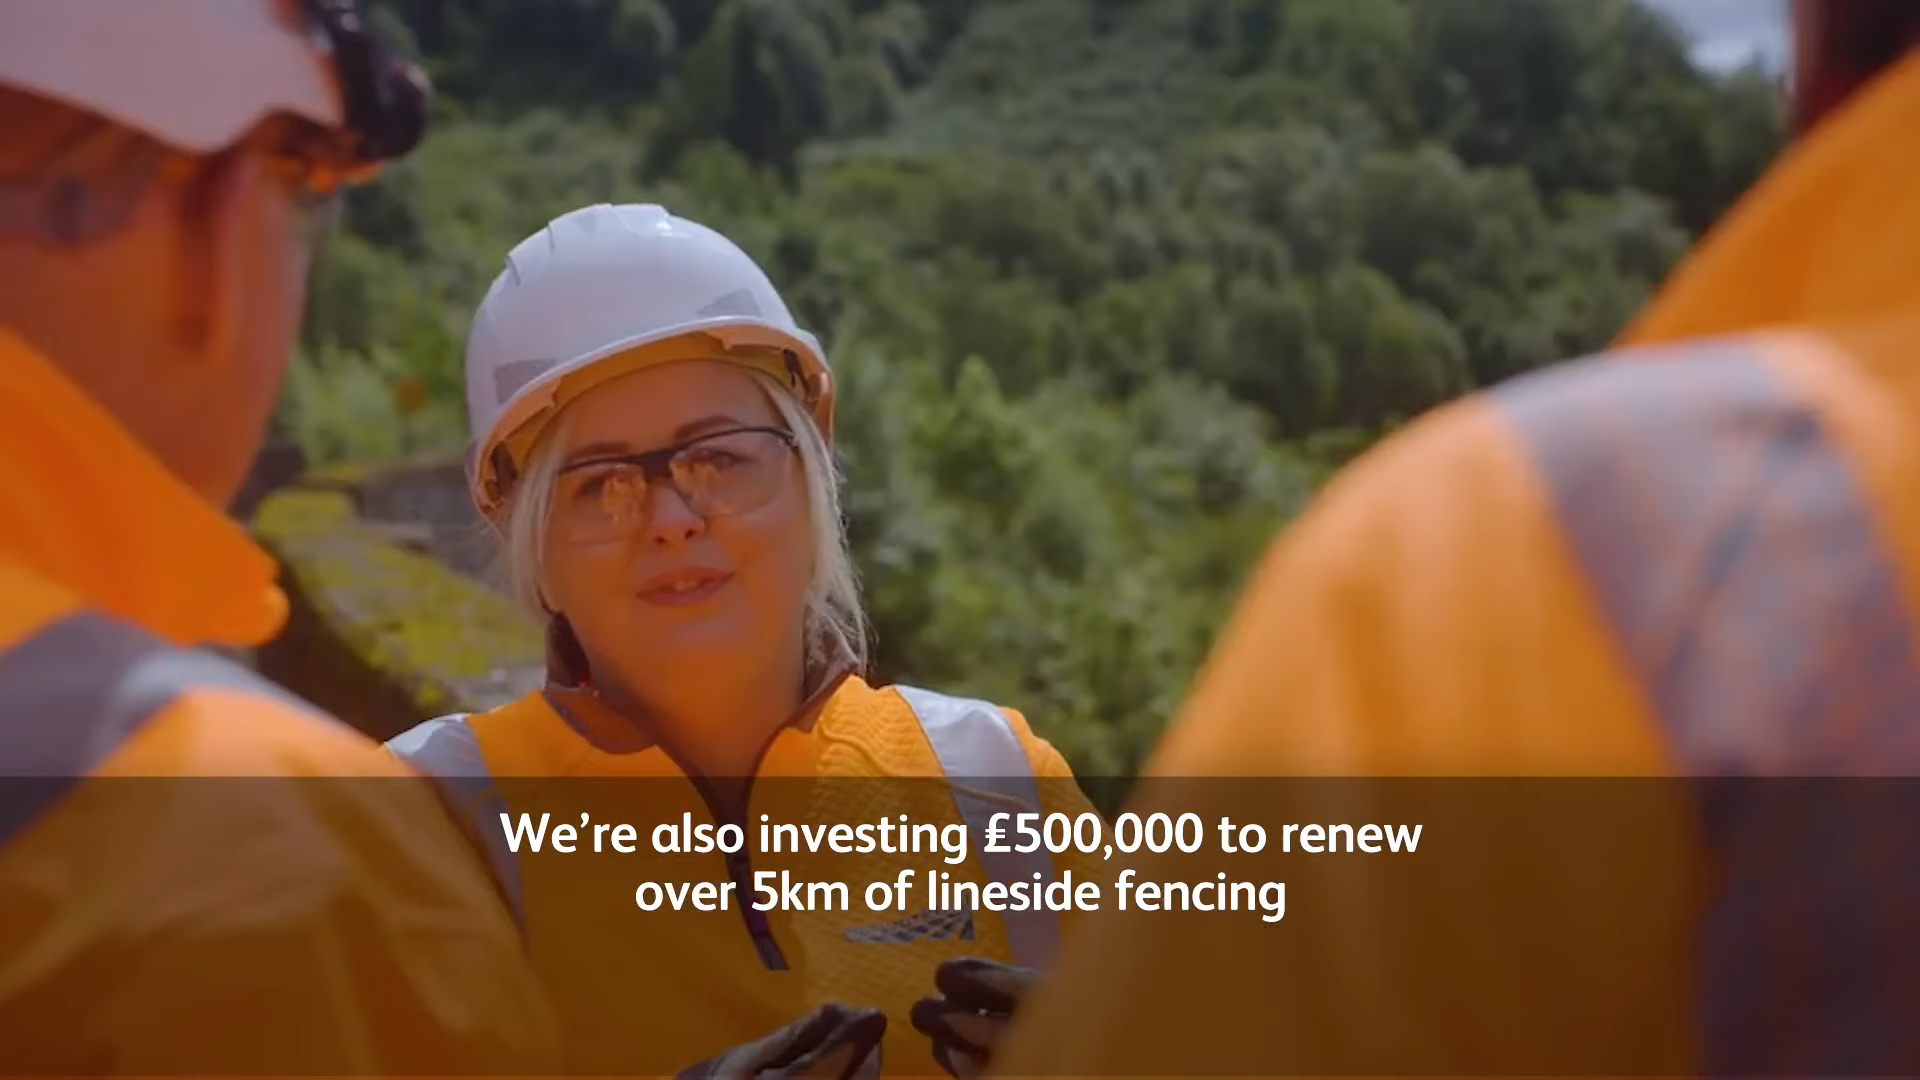 We’re also investing £500,000 to renew
over 5km of lineside fencing